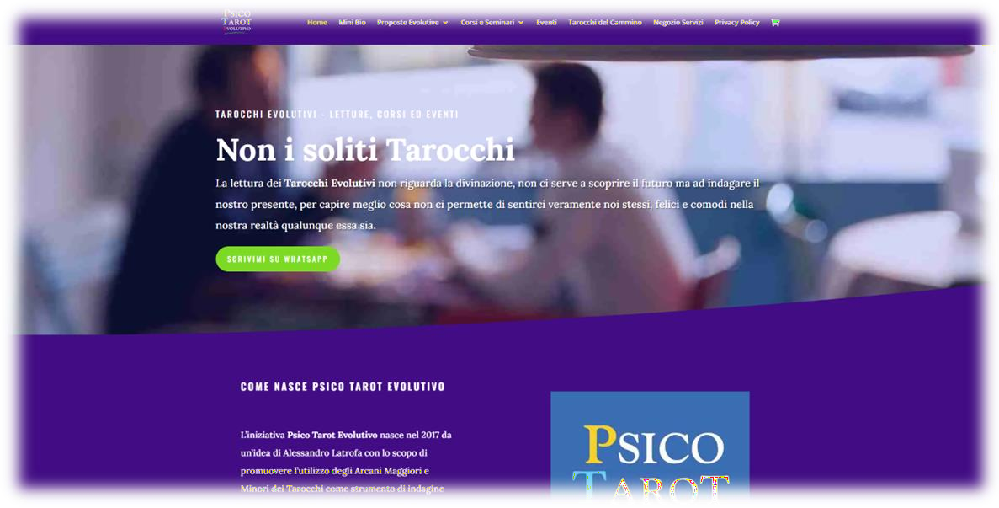 PSICO
TAROT
EVOLUTIVO
Home Mini Bio Proposte Evolutive Corsi e Seminari Eventi Tarocchi del Cammino Negozio Servizi Privacy Policy
TAROCCHI EVOLUTIVI - LETTURE, CORSI ED EVENTI
Non i soliti Tarocchi
La lettura dei Tarocchi Evolutivi non riguarda la divinazione, non ci serve a scoprire il futuro ma ad indagare il
nostro presente, per capire meglio cosa non ci permette di sentirci veramente noi stessi, felici e comodi nella
nostra realtà qualunque essa sia.
SCRIVIMI SU WHATSAPP
COME NASCE PSICO TAROT EVOLUTIVO
L'iniziativa Psico Tarot Evolutivo nasce nel 2017 da
un'idea di Alessandro Latrofa con lo scopo di
promuovere l'utilizzo degli Arcani Maggiori e
Minori dei Tarocchi come strumento di indagine
PSICO
TAROT